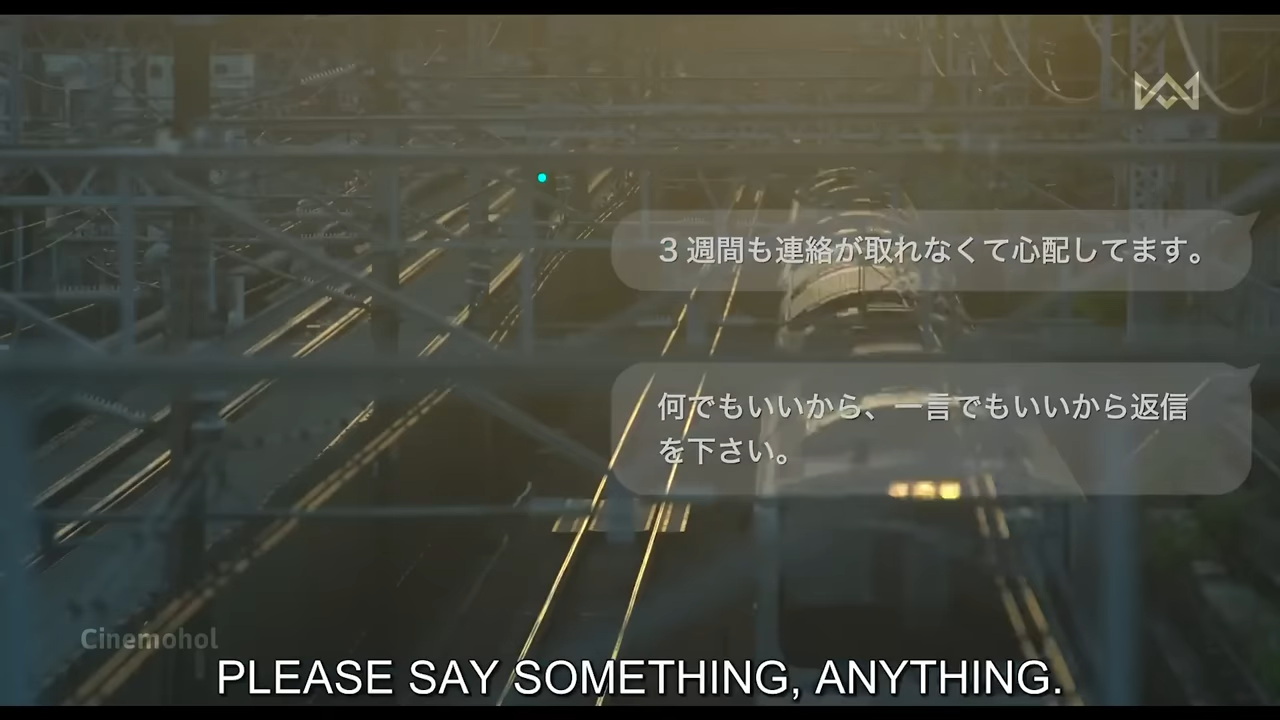 3週間も連絡が取れなくて心配してます。
何でもいいから、一言でもいいから返信
を下さい。
Cinemohol
PLEASE SAY SOMETHING, ANYTHING.